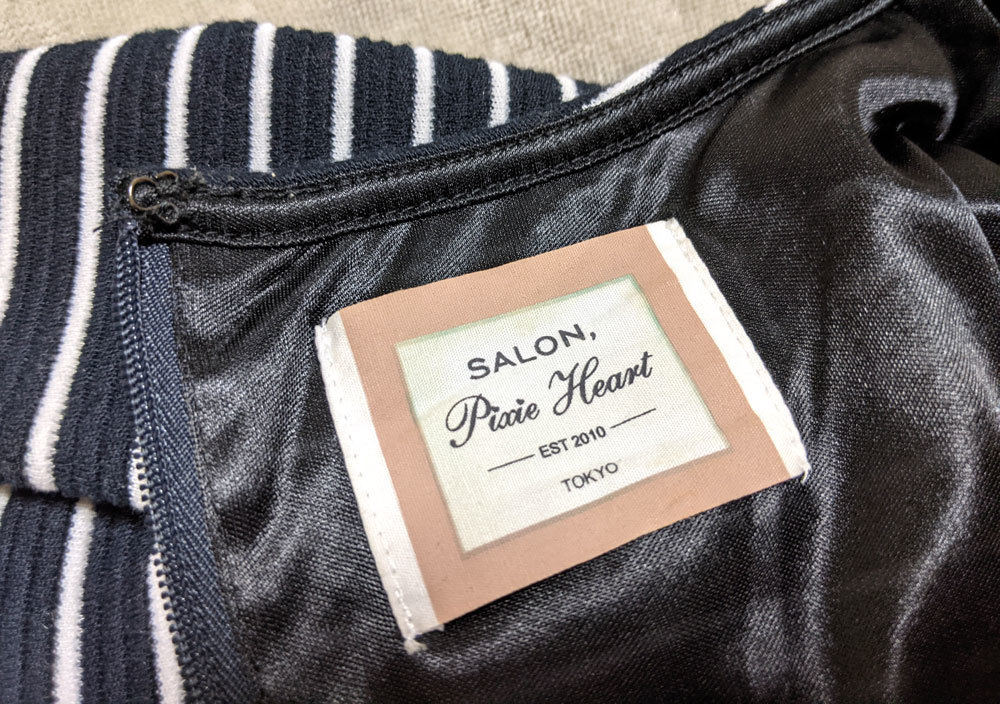 SALON,
Pixie Heart
EST 2010
TOKYO